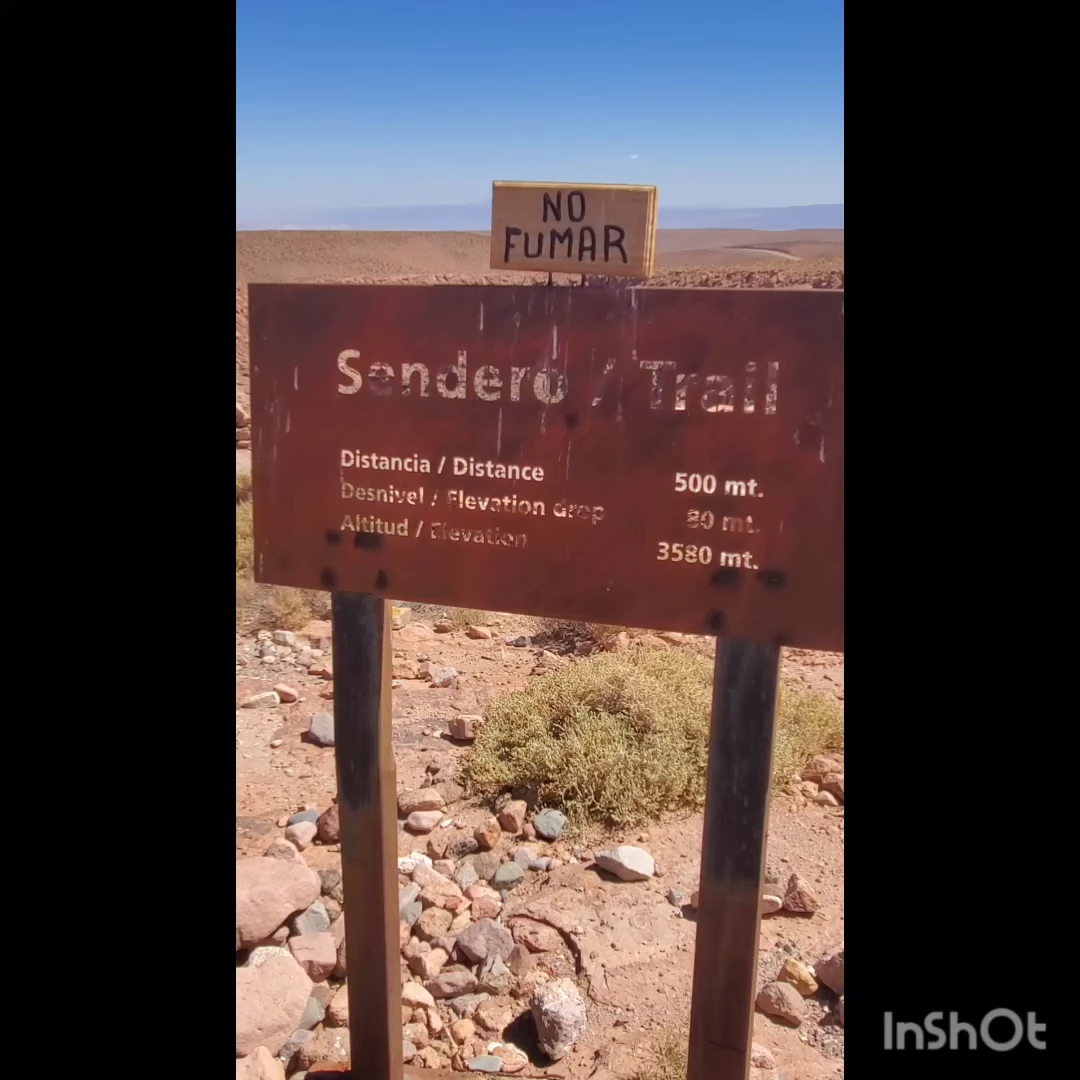 NO
FUMAR
Sendero / Trail
Distancia / Distance 500 mt.
Desnivel / Elevation drop 80 mt.
Altitud / Elevation 3580 mt.
InShOt